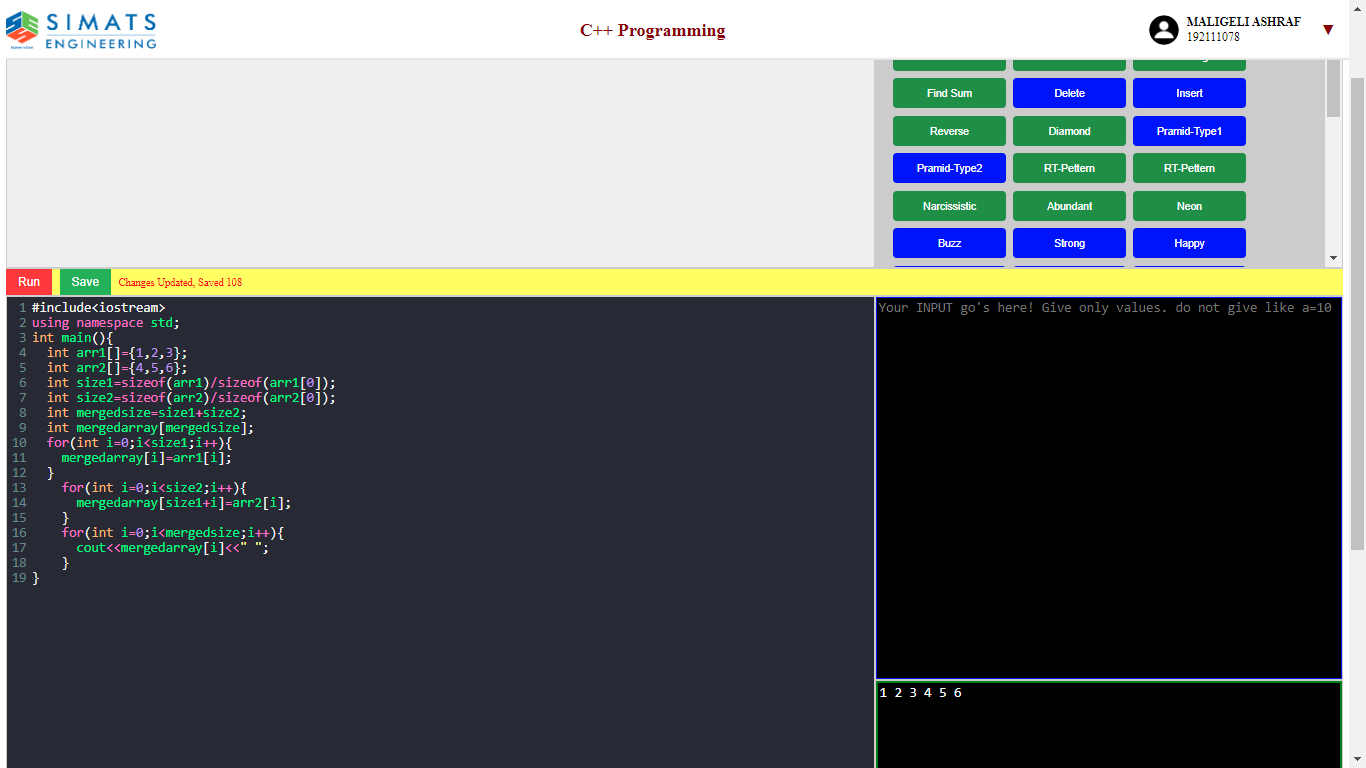 SIMATS
ENGINEERING
C++ Programming
MALIGELI ASHRAF
192111078
Find Sum Delete Insert
Reverse Diamond Pramid-Type1
Pramid-Type2 RT-Pettern RT-Pettern
Narcissistic Abundant Neon
Buzz Strong Happy
Run Save Changes Updated, Saved 108
1 #include<iostream>
2 using namespace std;
3 int main(){
4 int arr1[]={1,2,3};
5 int arr2[]={4,5,6};
6 int size1=sizeof(arr1)/sizeof(arr1[0]);
7 int size2=sizeof(arr2)/sizeof(arr2[0]);
8 int mergedsize=size1+size2;
9 int mergedarray[mergedsize];
10 for(int i=0;i<size1;i++){
11 mergedarray[i]=arr1[i];
12 }
13 for(int i=0;i<size2;i++){
14 mergedarray[size1+i]=arr2[i];
15 }
16 for(int i=0;i<mergedsize;i++){
17 cout<<mergedarray[i]<<" ";
18 }
19 }
Your INPUT go's here! Give only values. do not give like a=10
1 2 3 4 5 6